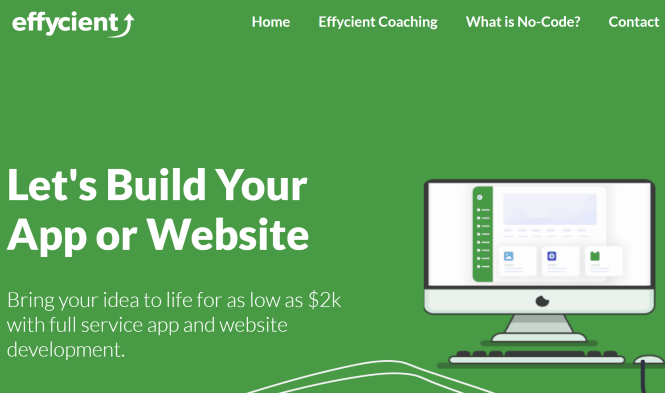 effycient
Home Effycient Coaching What is No-Code? Contact
Let's Build Your
App or Website
Bring your idea to life for as low as $2k
with full service app and website
development.